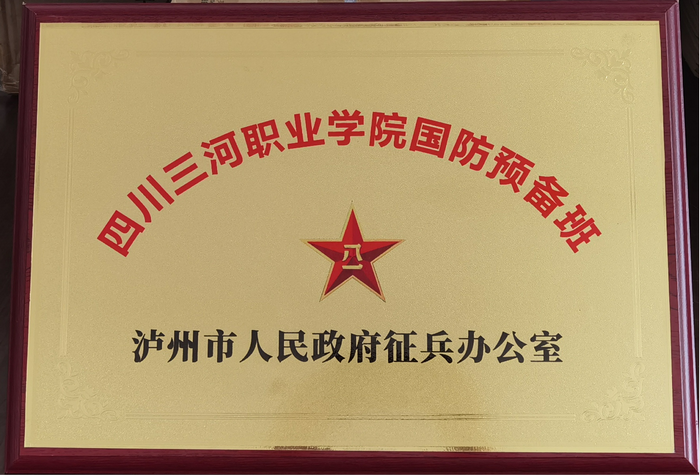 四川三河职业学院国防预备班
八一
泸州市人民政府征兵办公室